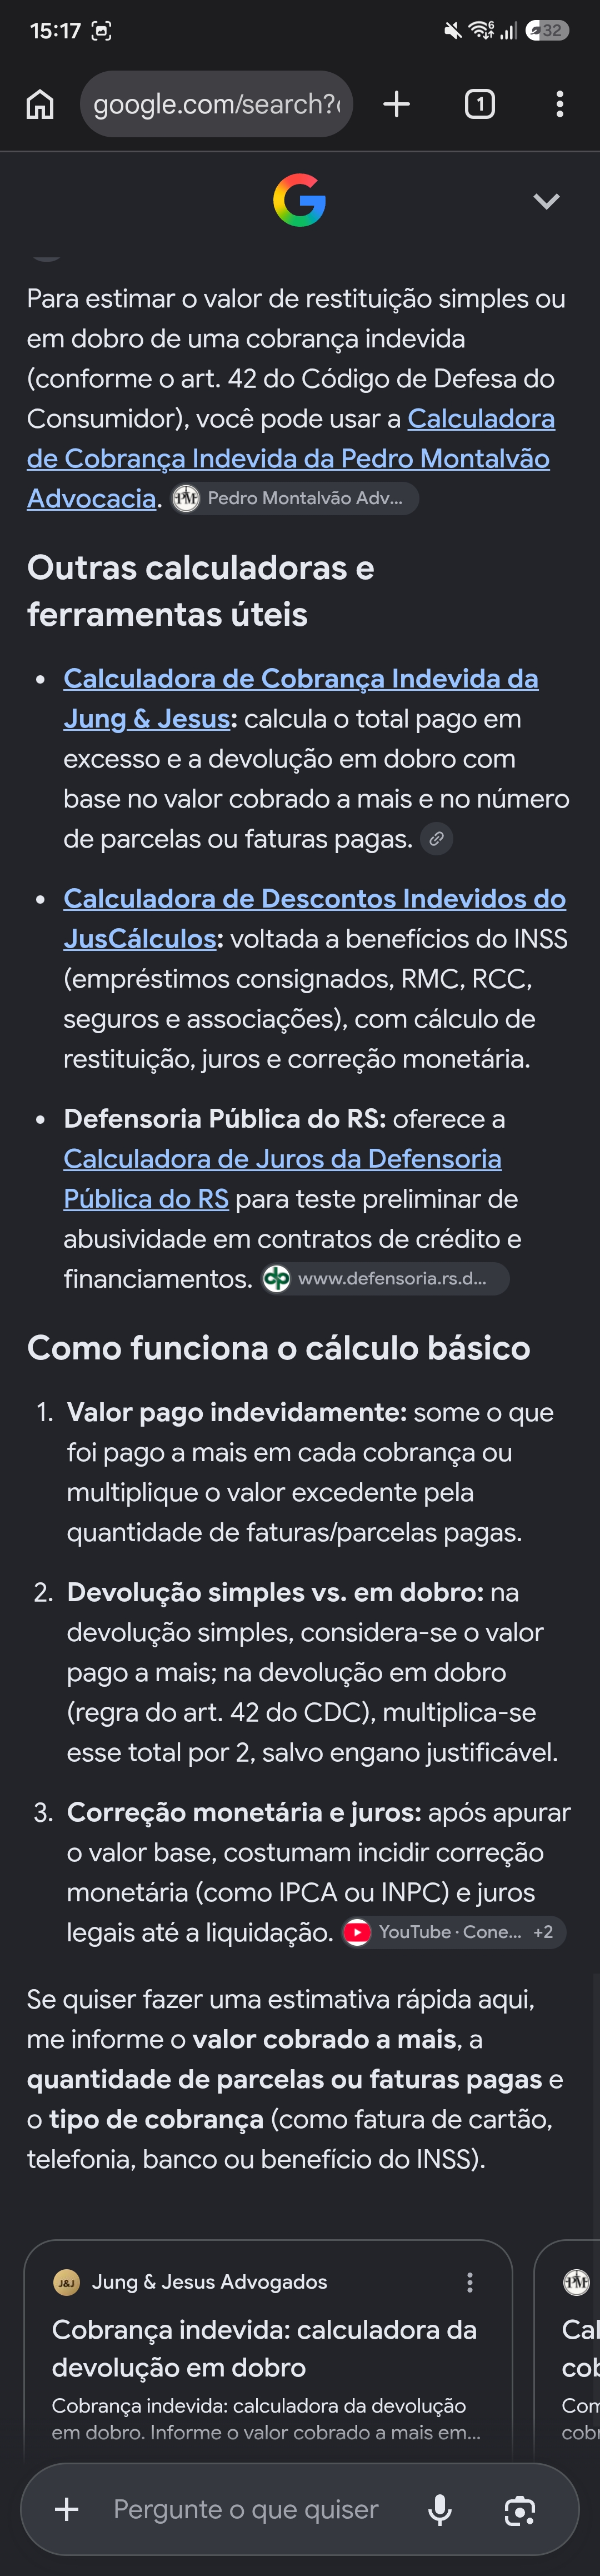 15:17
6
32
google.com/search?
1
Para estimar o valor de restituição simples ou
em dobro de uma cobrança indevida
(conforme o art. 42 do Código de Defesa do
Consumidor), você pode usar a Calculadora
de Cobrança Indevida da Pedro Montalvão
Advocacia. PM Pedro Montalvão Adv...
Outras calculadoras e
ferramentas úteis
• Calculadora de Cobrança Indevida da
Jung & Jesus: calcula o total pago em
excesso e a devolução em dobro com
base no valor cobrado a mais e no número
de parcelas ou faturas pagas.
• Calculadora de Descontos Indevidos do
JusCálculos: voltada a benefícios do INSS
(empréstimos consignados, RMC, RCC,
seguros e associações), com cálculo de
restituição, juros e correção monetária.
• Defensoria Pública do RS: oferece a
Calculadora de Juros da Defensoria
Pública do RS para teste preliminar de
abusividade em contratos de crédito e
financiamentos. dp www.defensoria.rs.d...
Como funciona o cálculo básico
1. Valor pago indevidamente: some o que
foi pago a mais em cada cobrança ou
multiplique o valor excedente pela
quantidade de faturas/parcelas pagas.
2. Devolução simples vs. em dobro: na
devolução simples, considera-se o valor
pago a mais; na devolução em dobro
(regra do art. 42 do CDC), multiplica-se
esse total por 2, salvo engano justificável.
3. Correção monetária e juros: após apurar
o valor base, costumam incidir correção
monetária (como IPCA ou INPC) e juros
legais até a liquidação. YouTube · Cone... +2
Se quiser fazer uma estimativa rápida aqui,
me informe o valor cobrado a mais, a
quantidade de parcelas ou faturas pagas e
o tipo de cobrança (como fatura de cartão,
telefonia, banco ou benefício do INSS).
J&J Jung & Jesus Advogados
Cobrança indevida: calculadora da
devolução em dobro
Cobrança indevida: calculadora da devolução
em dobro. Informe o valor cobrado a mais em...
PM
Cal
cob
Com
cobr
Pergunte o que quiser